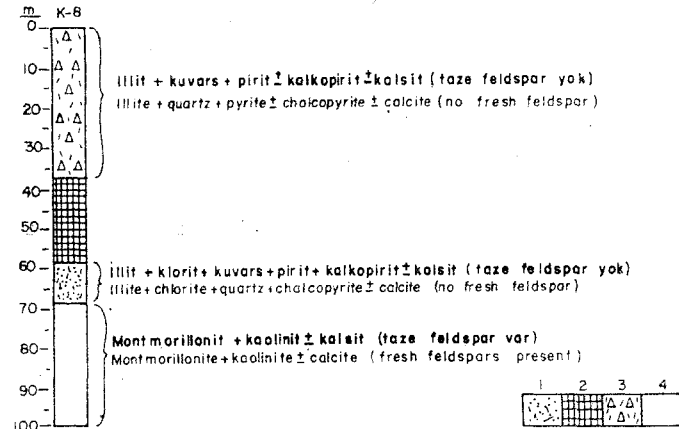 m K-8
0
10
20
30
40
50
60
70
80
90
100
İllit + kuvars + pirit ± kalkopirit ± kalsit (taze feldspar yok)
Illite + quartz + pyrite ± chalcopyrite ± calcite (no fresh feldspar)
İllit + klorit + kuvars + pirit + kalkopirit ± kalsit (taze feldspar yok)
Illite + chlorite + quartz + chalcopyrite ± calcite (no fresh feldspar)
Montmorillonit + kaolinit ± kalsit (taze feldspar var)
Montmorillonite + kaolinite ± calcite (fresh feldspars present)
1 2 3 4